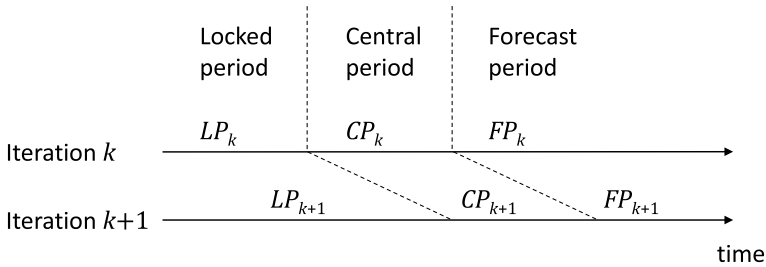 Locked period
Central period
Forecast period
LP_k
CP_k
FP_k
Iteration k
LP_{k+1}
CP_{k+1}
FP_{k+1}
Iteration k+1
time